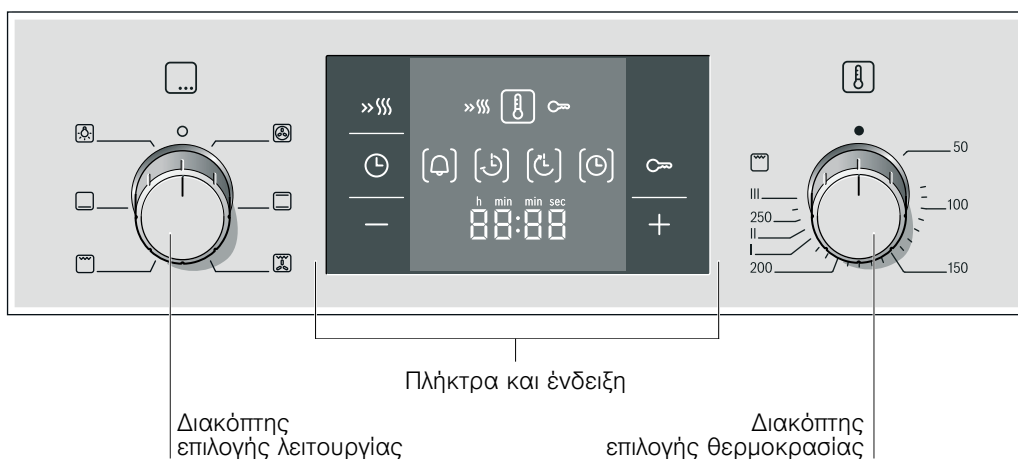 h min min sec
88:88
50
100
150
III
250
II
I
200
Πλήκτρα και ένδειξη
Διακόπτης
επιλογής λειτουργίας
Διακόπτης
επιλογής θερμοκρασίας